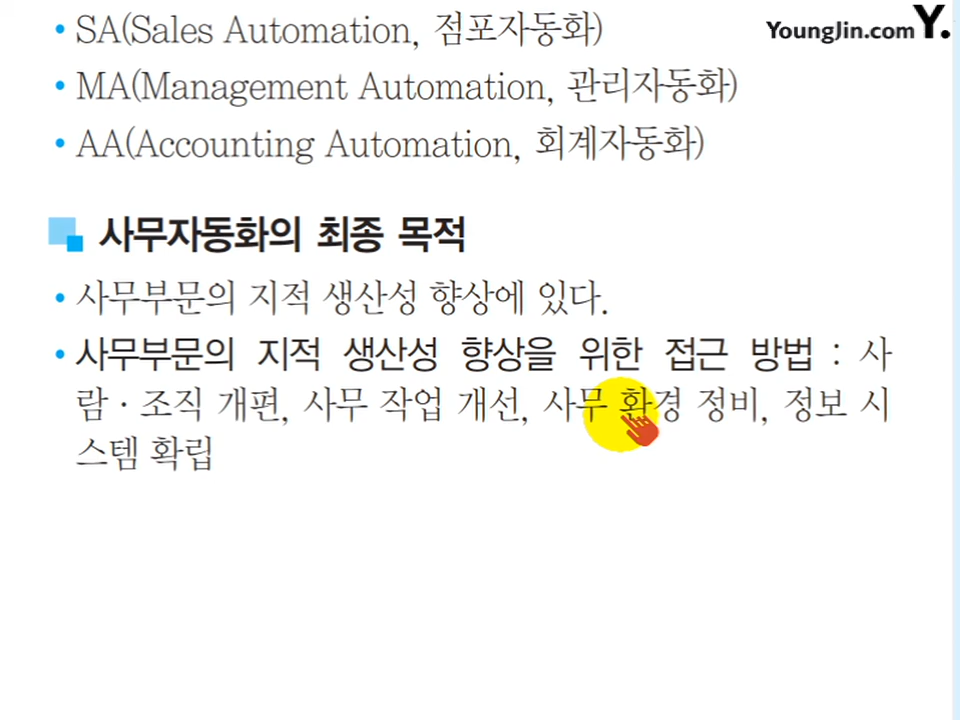 • SA(Sales Automation, 점포자동화)
YoungJin.com Y.
• MA(Management Automation, 관리자동화)
• AA(Accounting Automation, 회계자동화)
사무자동화의 최종 목적
• 사무부문의 지적 생산성 향상에 있다.
• 사무부문의 지적 생산성 향상을 위한 접근 방법 : 사
람 · 조직 개편, 사무 작업 개선, 사무 환경 정비, 정보 시
스템 확립